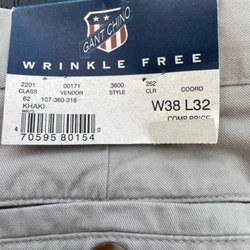 GANT CHINO
WRINKLE FREE
2201 00171 3600 262 COORD
CLASS VENDOR STYLE CLR
62 107-360-318
KHAKI
MENS
W38 L32
COMP. PRICE
4 70595 80154